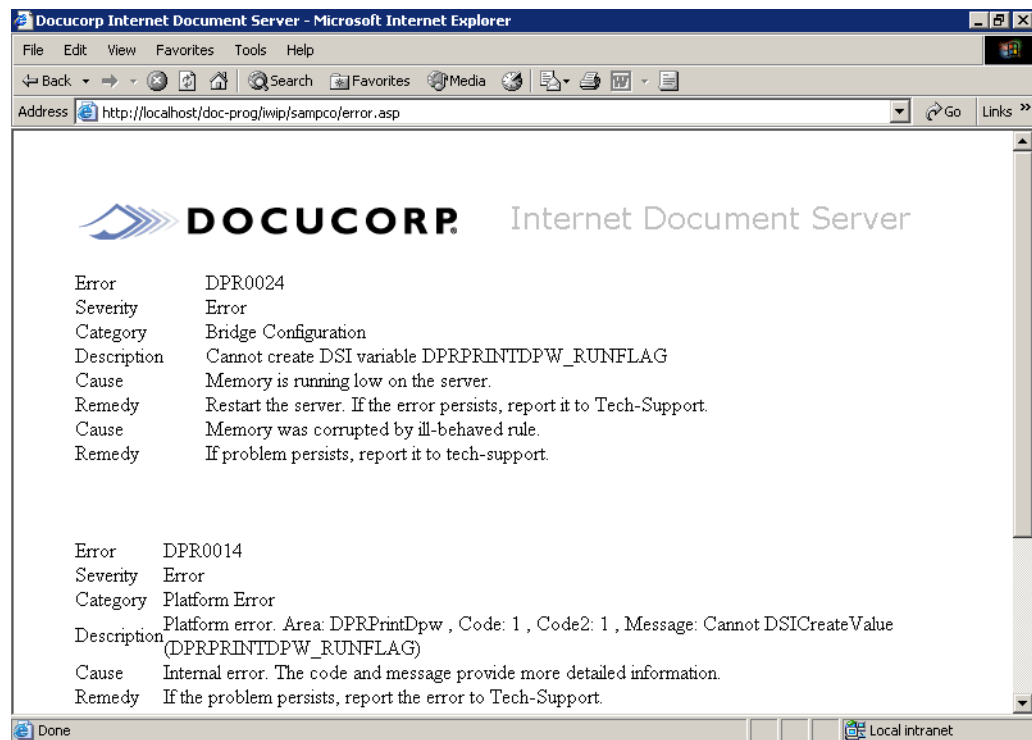 Docucorp Internet Document Server - Microsoft Internet Explorer
File Edit View Favorites Tools Help
Back Search Favorites Media
Address http://localhost/doc-prog/iwip/sampco/error.asp Go Links »
DOCUCORP. Internet Document Server
Error DPR0024
Severity Error
Category Bridge Configuration
Description Cannot create DSI variable DPRPRINTDPW_RUNFLAG
Cause Memory is running low on the server.
Remedy Restart the server. If the error persists, report it to Tech-Support.
Cause Memory was corrupted by ill-behaved rule.
Remedy If problem persists, report it to tech-support.
Error DPR0014
Severity Error
Category Platform Error
Description Platform error. Area: DPRPrintDpw , Code: 1 , Code2: 1 , Message: Cannot DSICreateValue
(DPRPRINTDPW_RUNFLAG)
Cause Internal error. The code and message provide more detailed information.
Remedy If the problem persists, report the error to Tech-Support.
Done Local intranet